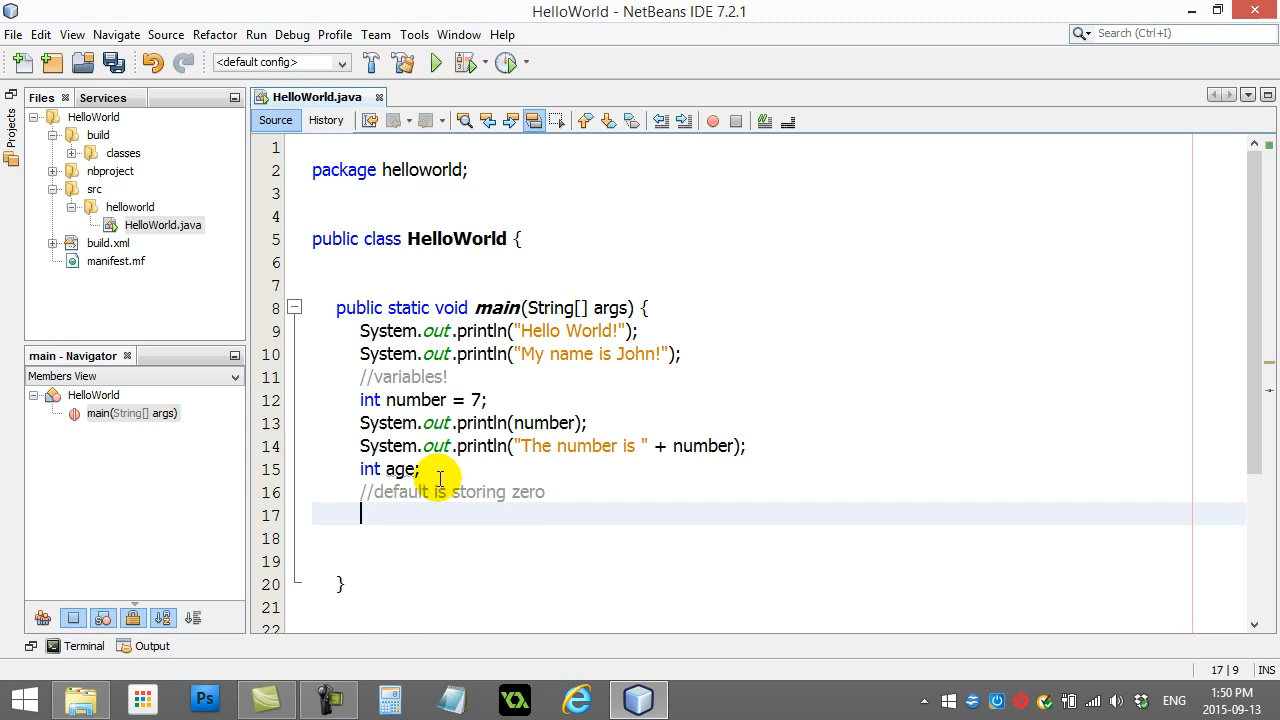 HelloWorld - NetBeans IDE 7.2.1
File Edit View Navigate Source Refactor Run Debug Profile Team Tools Window Help
Search (Ctrl+I)
<default config>
Projects
Files Services
HelloWorld
build
classes
nbproject
src
helloworld
HelloWorld.java
build.xml
manifest.mf
main - Navigator
Members View
HelloWorld
main(String[] args)
HelloWorld.java
Source History
1
2 package helloworld;
3
4
5 public class HelloWorld {
6
7
8 public static void main(String[] args) {
9 System.out.println("Hello World!");
10 System.out.println("My name is John!");
11 //variables!
12 int number = 7;
13 System.out.println(number);
14 System.out.println("The number is " + number);
15 int age;
16 //default is storing zero
17
18
19
20 }
21
22
Terminal Output
17 | 9 INS
Ps
ENG
1:50 PM
2015-09-13